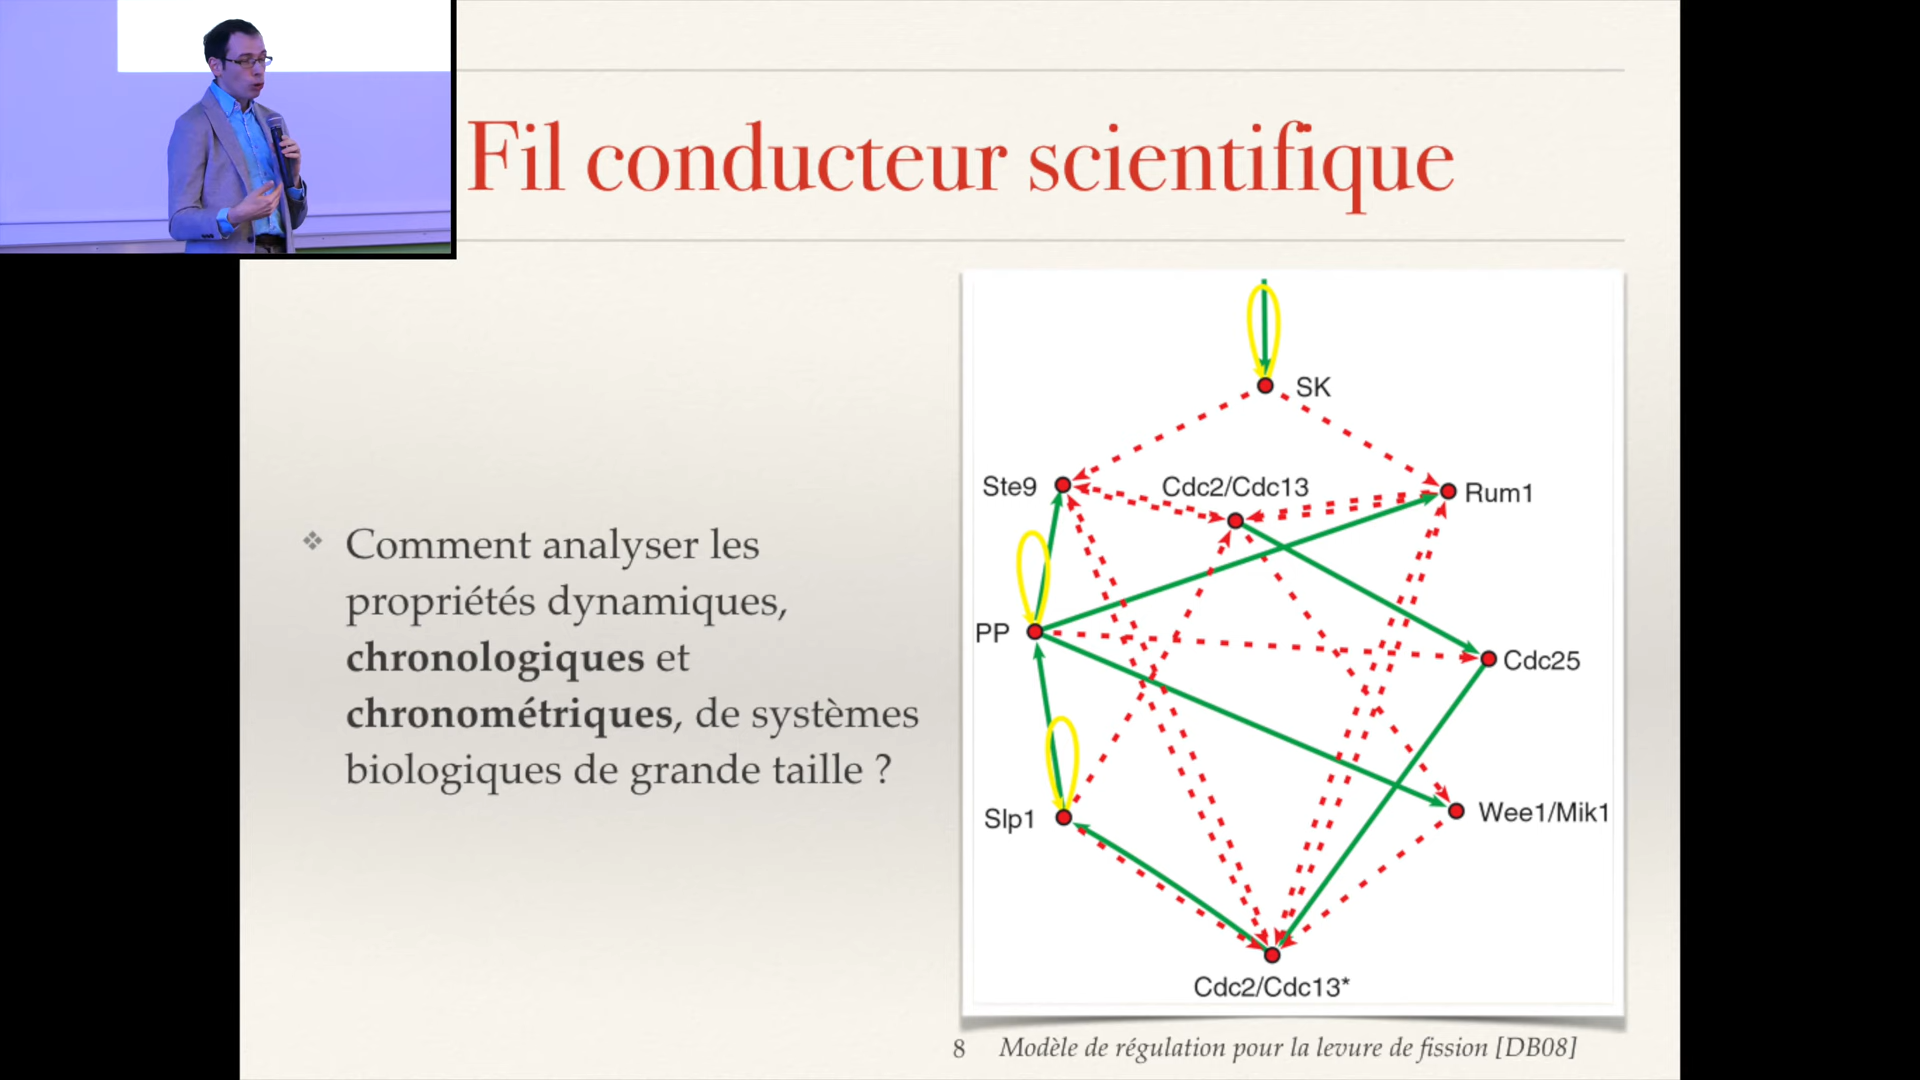 Fil conducteur scientifique
❖ Comment analyser les
propriétés dynamiques,
chronologiques et
chronométriques, de systèmes
biologiques de grande taille ?
SK
Ste9
Cdc2/Cdc13
Rum1
PP
Cdc25
Slp1
Wee1/Mik1
Cdc2/Cdc13*
8
Modèle de régulation pour la levure de fission [DB08]